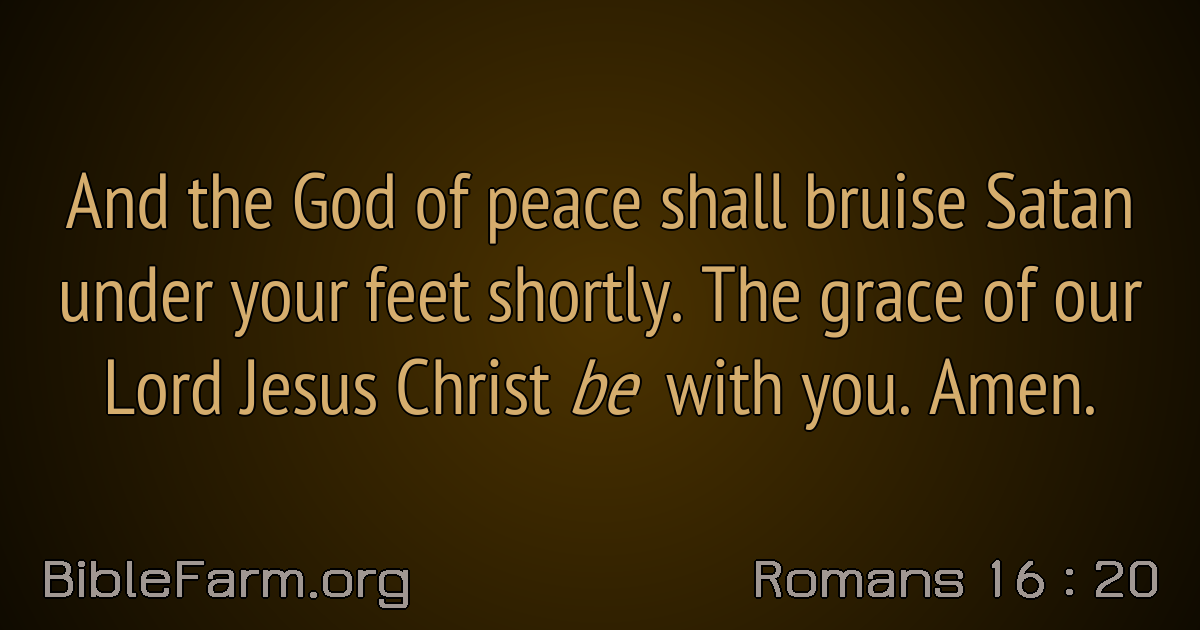 And the God of peace shall bruise Satan
under your feet shortly. The grace of our
Lord Jesus Christ be with you. Amen.
BibleFarm.org
Romans 16 : 20